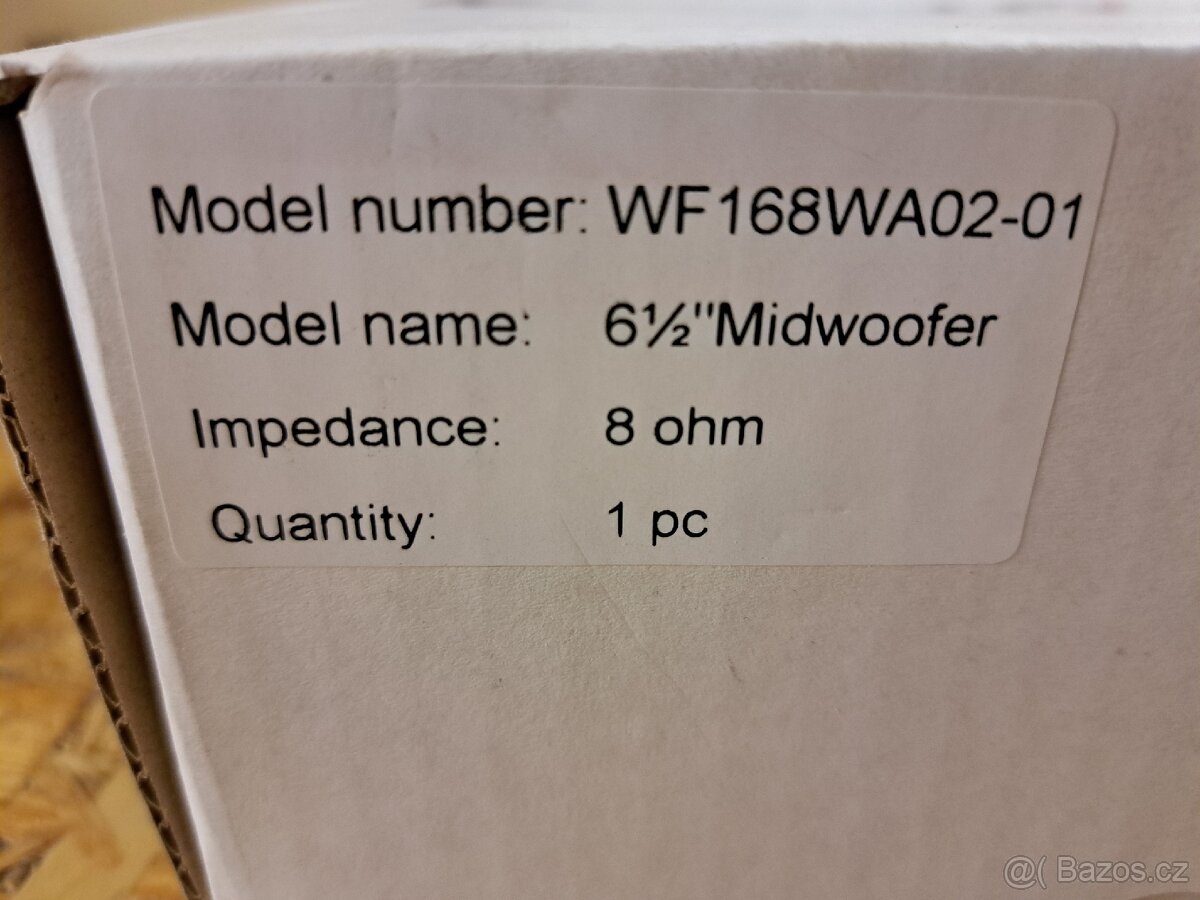 Model number: WF168WA02-01
Model name: 6½"Midwoofer
Impedance: 8 ohm
Quantity: 1 pc
@( Bazos.cz